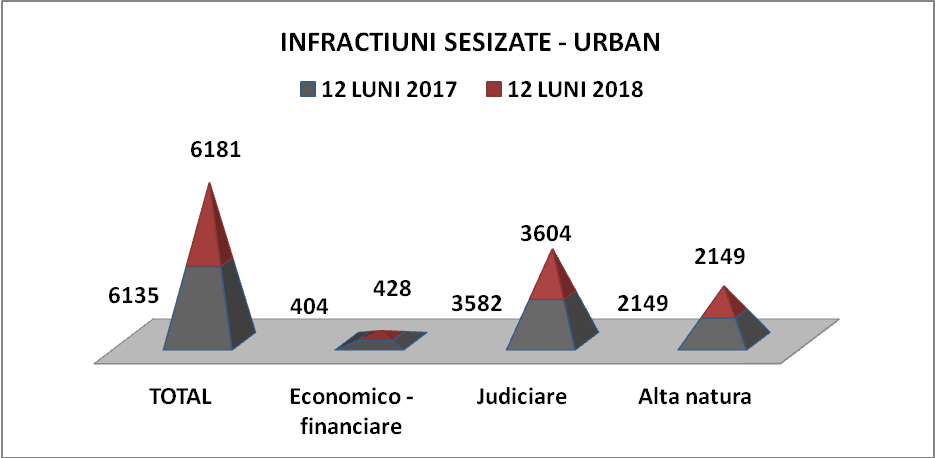 INFRACTIUNI SESIZATE - URBAN
12 LUNI 2017 12 LUNI 2018
6181
6135
404
428
3582
3604
2149
2149
TOTAL
Economico -
financiare
Judiciare
Alta natura